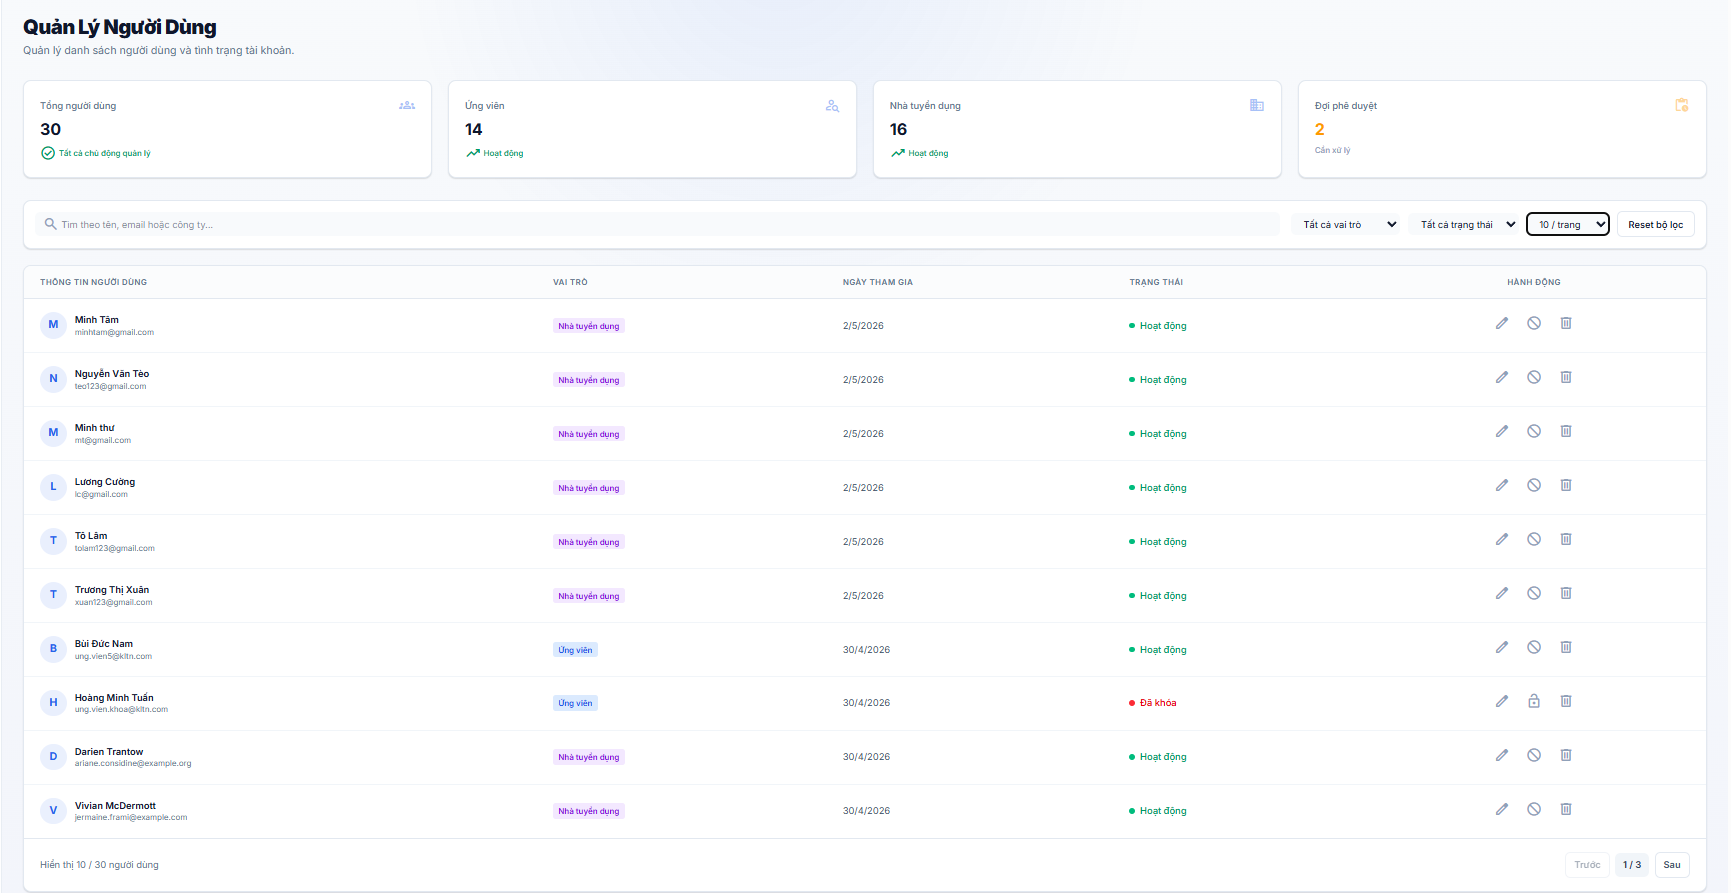 Quản Lý Người Dùng
Quản lý danh sách người dùng và tình trạng tài khoản.
Tổng người dùng
30
Tất cả chủ động quản lý
Ứng viên
14
Hoạt động
Nhà tuyển dụng
16
Hoạt động
Đợi phê duyệt
2
Cần xử lý
Tìm theo tên, email hoặc công ty...
Tất cả vai trò
Tất cả trạng thái
10 / trang
Reset bộ lọc
THÔNG TIN NGƯỜI DÙNG VAI TRÒ NGÀY THAM GIA TRẠNG THÁI HÀNH ĐỘNG
M Minh Tâm
minhtam@gmail.com
Nhà tuyển dụng 2/5/2026 Hoạt động
N Nguyễn Văn Tèo
teo123@gmail.com
Nhà tuyển dụng 2/5/2026 Hoạt động
M Minh thư
mt@gmail.com
Nhà tuyển dụng 2/5/2026 Hoạt động
L Lương Cường
lc@gmail.com
Nhà tuyển dụng 2/5/2026 Hoạt động
T Tô Lâm
tolam123@gmail.com
Nhà tuyển dụng 2/5/2026 Hoạt động
T Trương Thị Xuân
xuan123@gmail.com
Nhà tuyển dụng 2/5/2026 Hoạt động
B Bùi Đức Nam
ung.vien5@kltn.com
Ứng viên 30/4/2026 Hoạt động
H Hoàng Minh Tuấn
ung.vien.khoa@kltn.com
Ứng viên 30/4/2026 Đã khóa
D Darien Trantow
ariane.considine@example.org
Nhà tuyển dụng 30/4/2026 Hoạt động
V Vivian McDermott
jermaine.frami@example.com
Nhà tuyển dụng 30/4/2026 Hoạt động
Hiển thị 10 / 30 người dùng
Trước 1 / 3 Sau